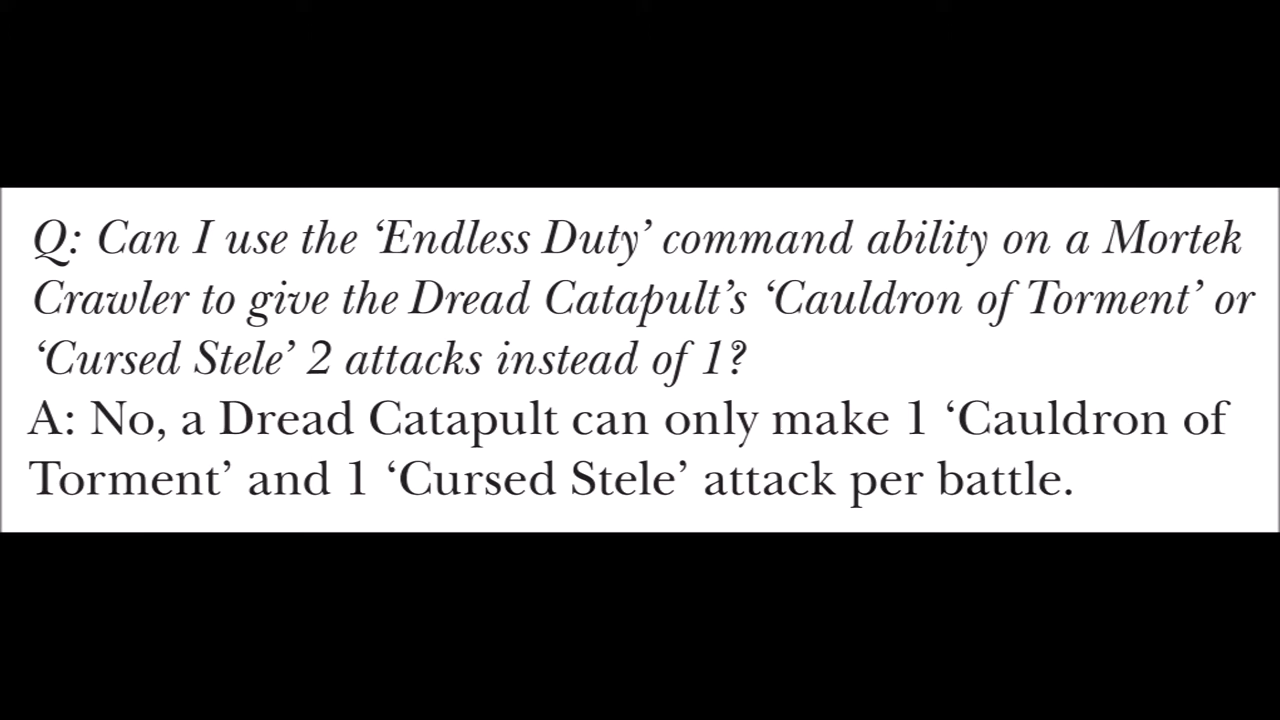 Q: Can I use the ‘Endless Duty’ command ability on a Mortek
Crawler to give the Dread Catapult’s ‘Cauldron of Torment’ or
‘Cursed Stele’ 2 attacks instead of 1?
A: No, a Dread Catapult can only make 1 ‘Cauldron of
Torment’ and 1 ‘Cursed Stele’ attack per battle.